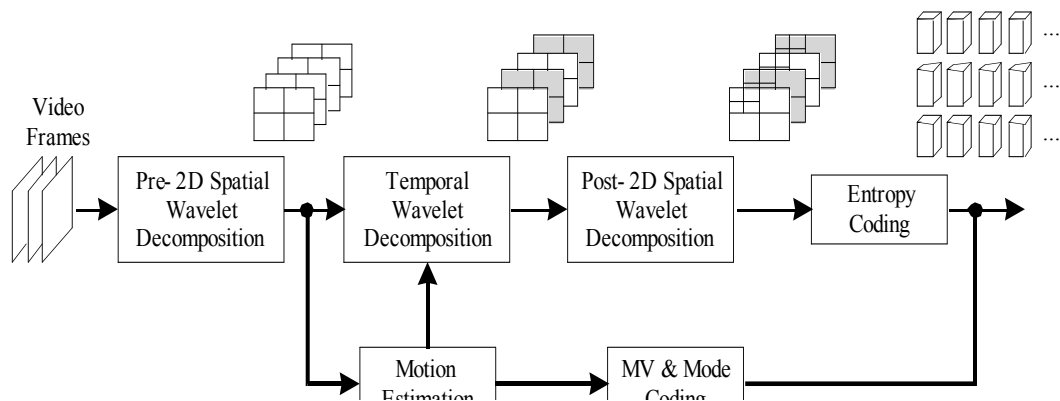 Video
Frames
Pre- 2D Spatial
Wavelet
Decomposition
Temporal
Wavelet
Decomposition
Post- 2D Spatial
Wavelet
Decomposition
Entropy
Coding
...
...
...
Motion
Estimation
MV & Mode
Coding